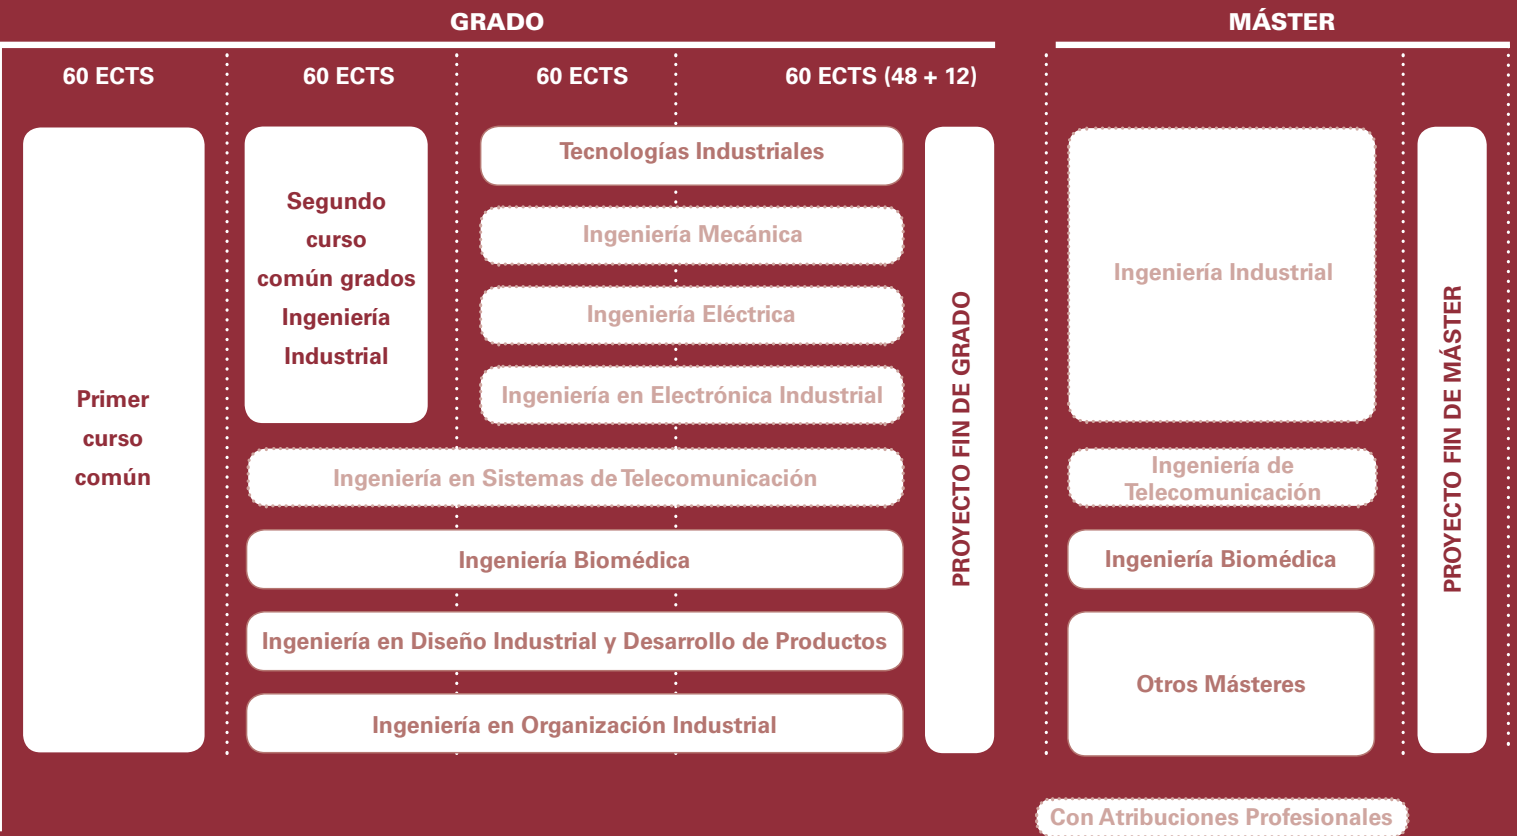 GRADO
MÁSTER
60 ECTS
60 ECTS
60 ECTS
60 ECTS (48 + 12)
Primer
curso
común
Segundo
curso
común grados
Ingeniería
Industrial
Tecnologías Industriales
Ingeniería Mecánica
Ingeniería Eléctrica
Ingeniería en Electrónica Industrial
Ingeniería en Sistemas de Telecomunicación
Ingeniería Biomédica
Ingeniería en Diseño Industrial y Desarrollo de Productos
Ingeniería en Organización Industrial
PROYECTO FIN DE GRADO
Ingeniería Industrial
Ingeniería de
Telecomunicación
Ingeniería Biomédica
Otros Másteres
PROYECTO FIN DE MÁSTER
Con Atribuciones Profesionales